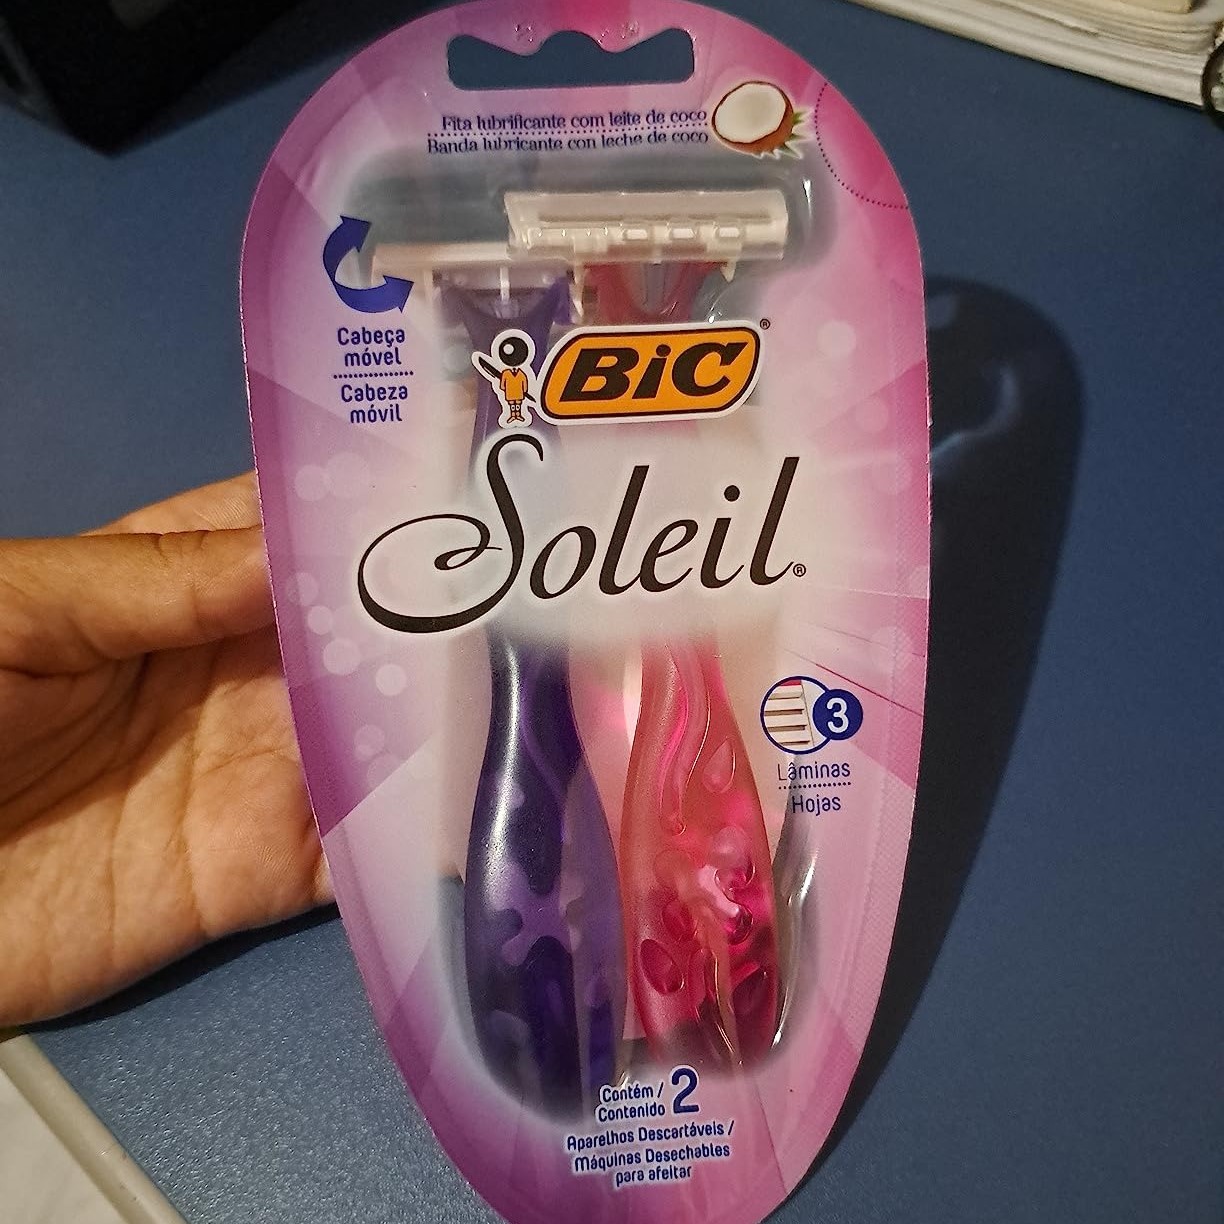 Fita lubrificante com leite de coco
Banda lubricante con leche de coco
Cabeça
móvel
Cabeza
móvil
BiC®
Soleil®
3
Lâminas
Hojas
Contém /
Contenido 2
Aparelhos Descartáveis /
Máquinas Desechables
para afeitar